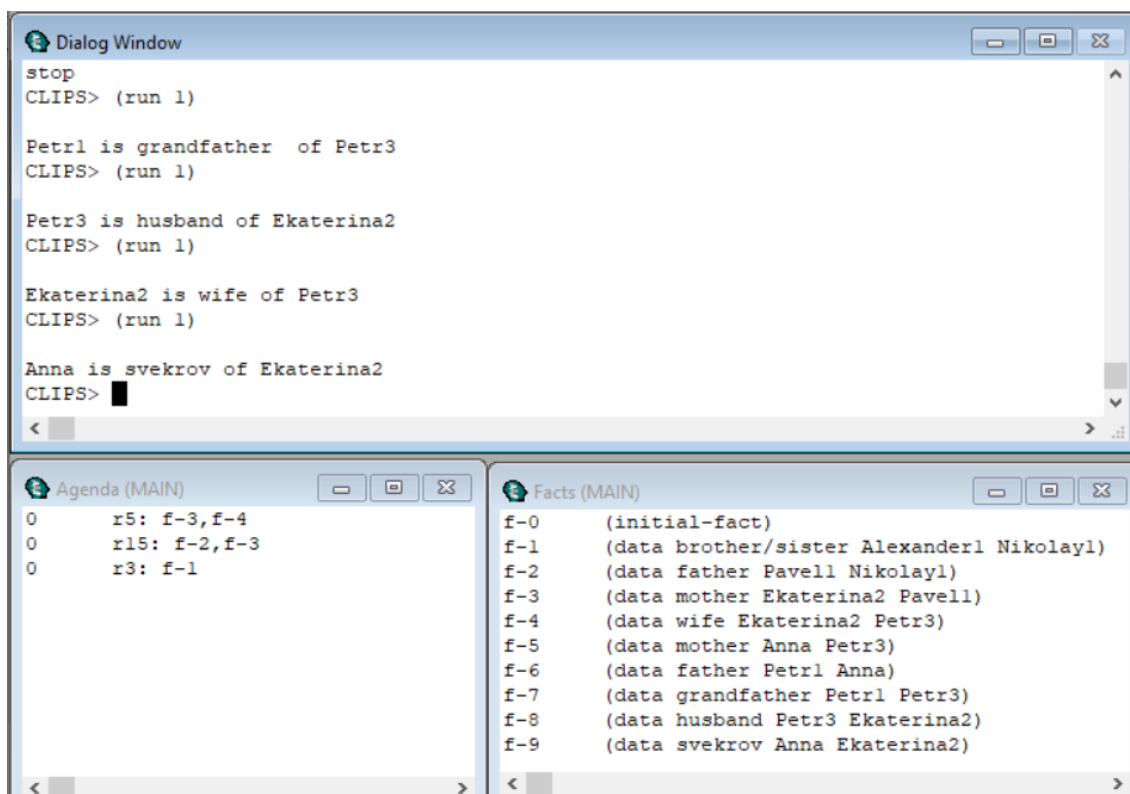 Dialog Window
stop
CLIPS> (run 1)
Petr1 is grandfather  of Petr3
CLIPS> (run 1)
Petr3 is husband of Ekaterina2
CLIPS> (run 1)
Ekaterina2 is wife of Petr3
CLIPS> (run 1)
Anna is svekrov of Ekaterina2
CLIPS>
Agenda (MAIN)
0 r5: f-3,f-4
0 r15: f-2,f-3
0 r3: f-1
Facts (MAIN)
f-0 (initial-fact)
f-1 (data brother/sister Alexander1 Nikolay1)
f-2 (data father Pavel1 Nikolay1)
f-3 (data mother Ekaterina2 Pavel1)
f-4 (data wife Ekaterina2 Petr3)
f-5 (data mother Anna Petr3)
f-6 (data father Petr1 Anna)
f-7 (data grandfather Petr1 Petr3)
f-8 (data husband Petr3 Ekaterina2)
f-9 (data svekrov Anna Ekaterina2)